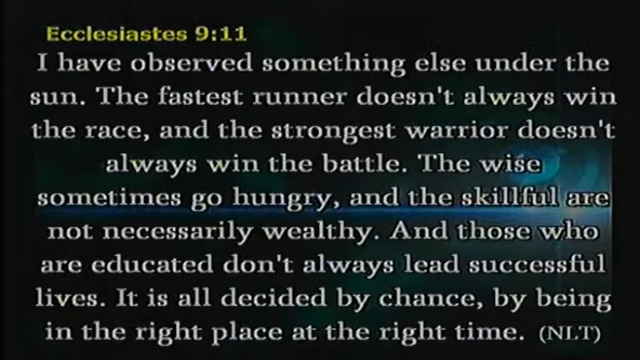 Ecclesiastes 9:11
I have observed something else under the
sun. The fastest runner doesn't always win
the race, and the strongest warrior doesn't
always win the battle. The wise
sometimes go hungry, and the skillful are
not necessarily wealthy. And those who
are educated don't always lead successful
lives. It is all decided by chance, by being
in the right place at the right time. (NLT)